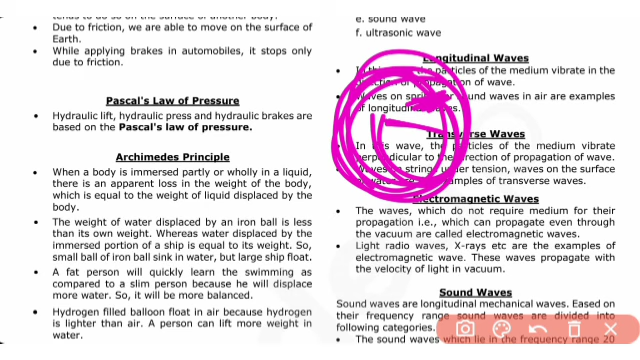 Due to friction, we are able to move on the surface of
Earth.
While applying brakes in automobiles, it stops only
due to friction.
Pascal's Law of Pressure
Hydraulic lift, hydraulic press and hydraulic brakes are
based on the Pascal's law of pressure.
Archimedes Principle
When a body is immersed partly or wholly in a liquid,
there is an apparent loss in the weight of the body,
which is equal to the weight of liquid displaced by the
body.
The weight of water displaced by an iron ball is less
than its own weight. Whereas water displaced by the
immersed portion of a ship is equal to its weight. So,
small ball of iron ball sink in water, but large ship float.
A fat person will quickly learn the swimming as
compared to a slim person because he will displace
more water. So, it will be more balanced.
Hydrogen filled balloon float in air because hydrogen
is lighter than air. A person can lift more weight in
water.
e. sound wave
f. ultrasonic wave
Longitudinal Waves
particles of the medium vibrate in the
of wave.
on sound waves in air are examples
of longitudinal
Transverse Waves
In this wave, the particles of the medium vibrate
perpendicular to the direction of propagation of wave.
strings under tension, waves on the surface
examples of transverse waves.
Electromagnetic Waves
The waves, which do not require medium for their
propagation i.e., which can propagate even through
the vacuum are called electromagnetic waves.
Light radio waves, X-rays etc are the examples of
electromagnetic wave. These waves propagate with
the velocity of light in vacuum.
Sound Waves
Sound waves are longitudinal mechanical waves. Eased on
their frequency range sound waves are divided into
following categories.
The sound waves which lie in the frequency range 20